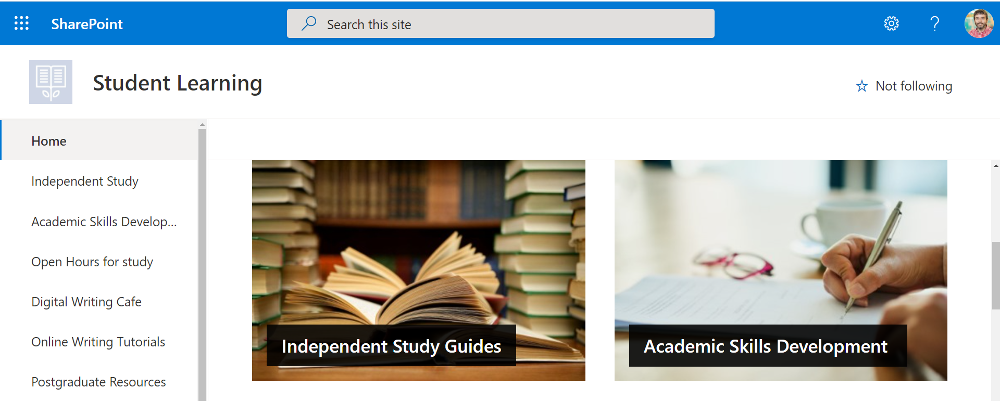 SharePoint
Search this site
Student Learning
Not following
Home
Independent Study
Academic Skills Develop...
Open Hours for study
Digital Writing Cafe
Online Writing Tutorials
Postgraduate Resources
Independent Study Guides
Academic Skills Development